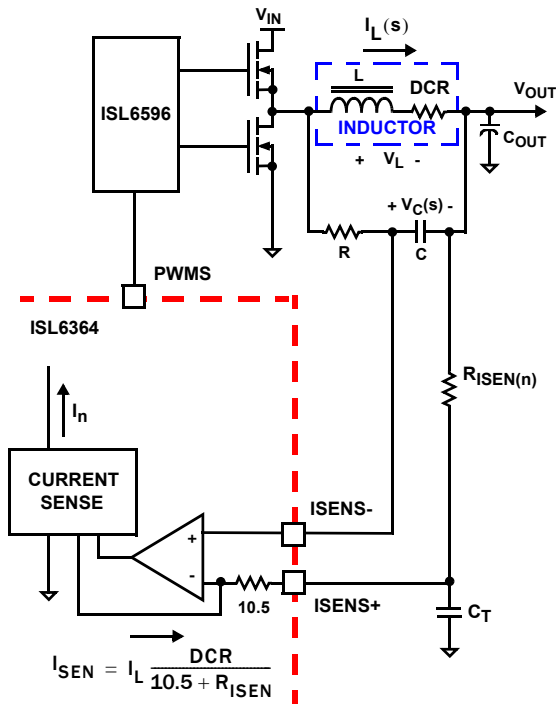 V_IN
I_L(s)
ISL6596
L
DCR
INDUCTOR
V_OUT
C_OUT
+ V_L -
+ V_C(s) -
R
C
PWMS
ISL6364
R_ISEN(n)
I_n
CURRENT
SENSE
ISENS-
+
-
10.5
ISENS+
C_T
I_SEN = I_L DCR / (10.5 + R_ISEN)